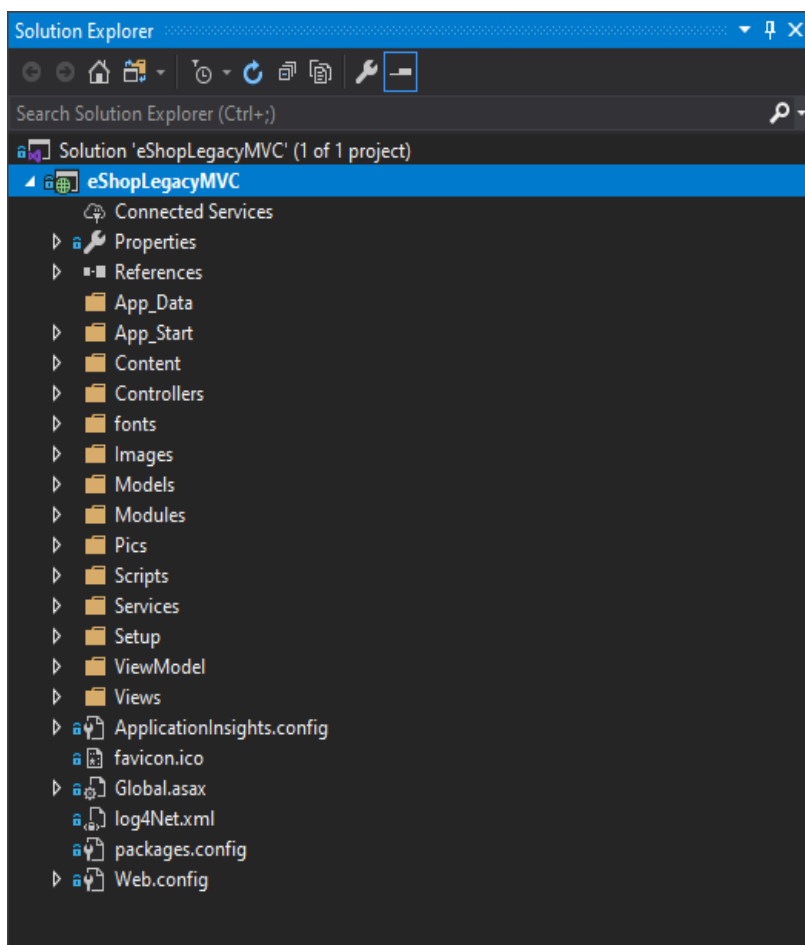 Solution Explorer
Search Solution Explorer (Ctrl+;)
Solution 'eShopLegacyMVC' (1 of 1 project)
eShopLegacyMVC
Connected Services
Properties
References
App_Data
App_Start
Content
Controllers
fonts
Images
Models
Modules
Pics
Scripts
Services
Setup
ViewModel
Views
ApplicationInsights.config
favicon.ico
Global.asax
log4Net.xml
packages.config
Web.config